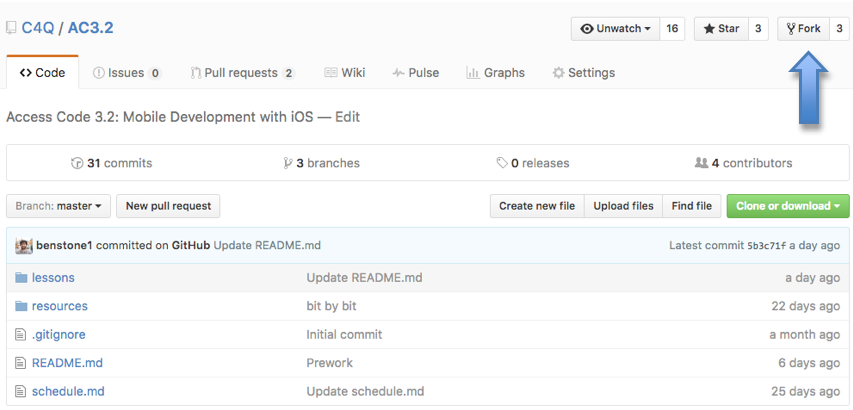 C4Q / AC3.2 Unwatch 16 Star 3 Fork 3
Code Issues 0 Pull requests 2 Wiki Pulse Graphs Settings
Access Code 3.2: Mobile Development with iOS — Edit
31 commits 3 branches 0 releases 4 contributors
Branch: master New pull request Create new file Upload files Find file Clone or download
benstone1 committed on GitHub Update README.md Latest commit 5b3c71f a day ago
lessons Update README.md a day ago
resources bit by bit 22 days ago
.gitignore Initial commit a month ago
README.md Prework 6 days ago
schedule.md Update schedule.md 25 days ago